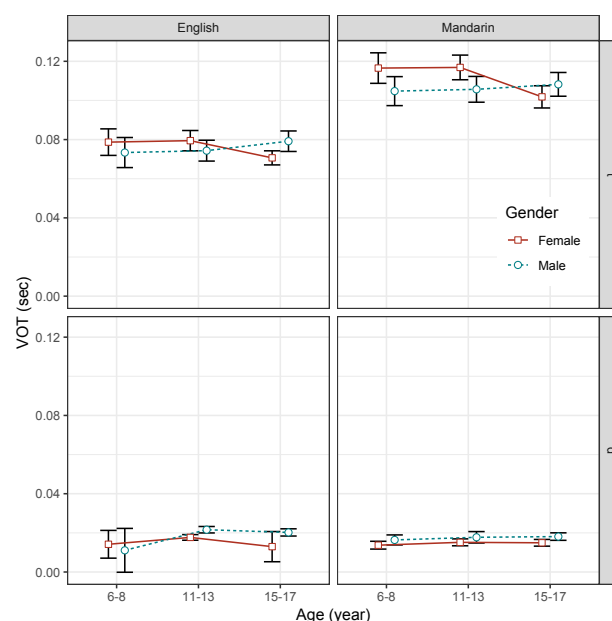 English Mandarin
0.12
0.08
0.04
0.00
Gender
Female
Male
VOT (sec)
0.12
0.08
0.04
0.00
6-8 11-13 15-17 6-8 11-13 15-17
Age (year)